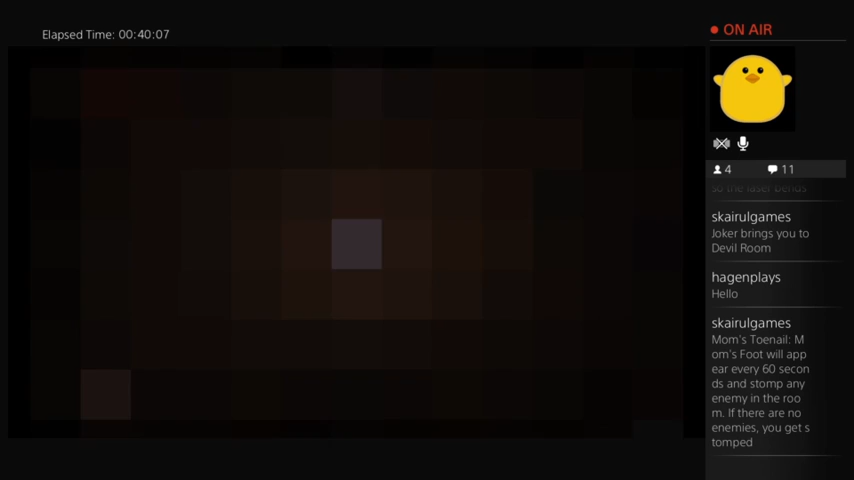 Elapsed Time: 00:40:07
ON AIR
4
11
so the laser bends
skairulgames
Joker brings you to
Devil Room
hagenplays
Hello
skairulgames
Mom's Toenail: M
om's Foot will app
ear every 60 secon
ds and stomp any
enemy in the roo
m. If there are no
enemies, you get s
tomped